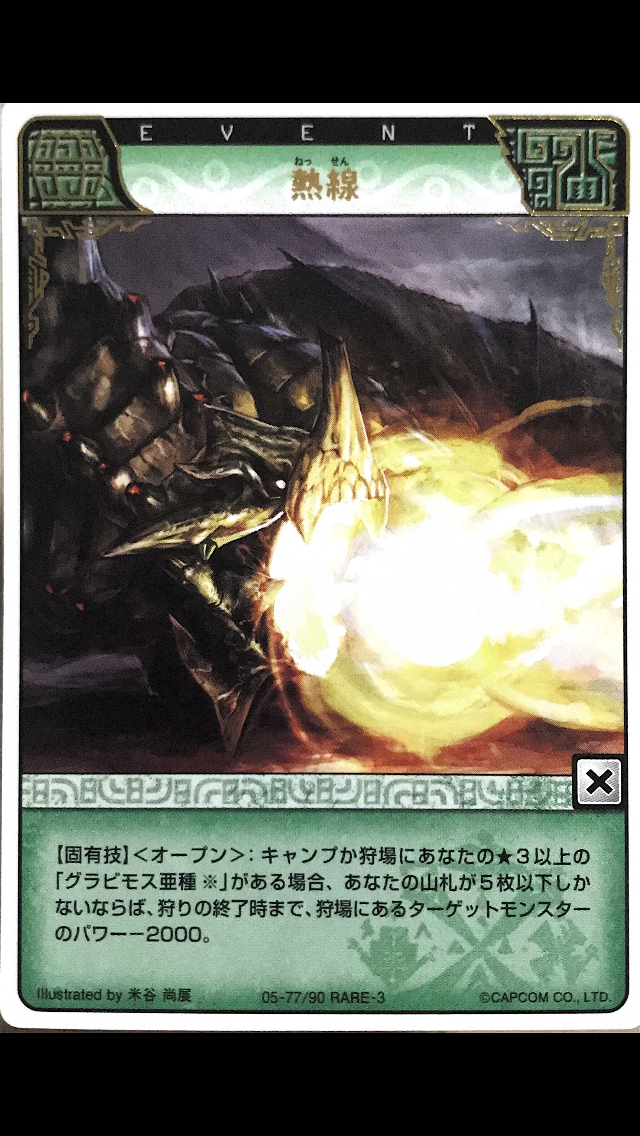 EVENT
ねっせん
熱線
【固有技】<オープン>：キャンプか狩場にあなたの★３以上の
「グラビモス亜種 ※」がある場合、あなたの山札が５枚以下しか
ないならば、狩りの終了時まで、狩場にあるターゲットモンスター
のパワー−2000。
Illustrated by 米谷 尚展 05-77/90 RARE-3 ©CAPCOM CO., LTD.